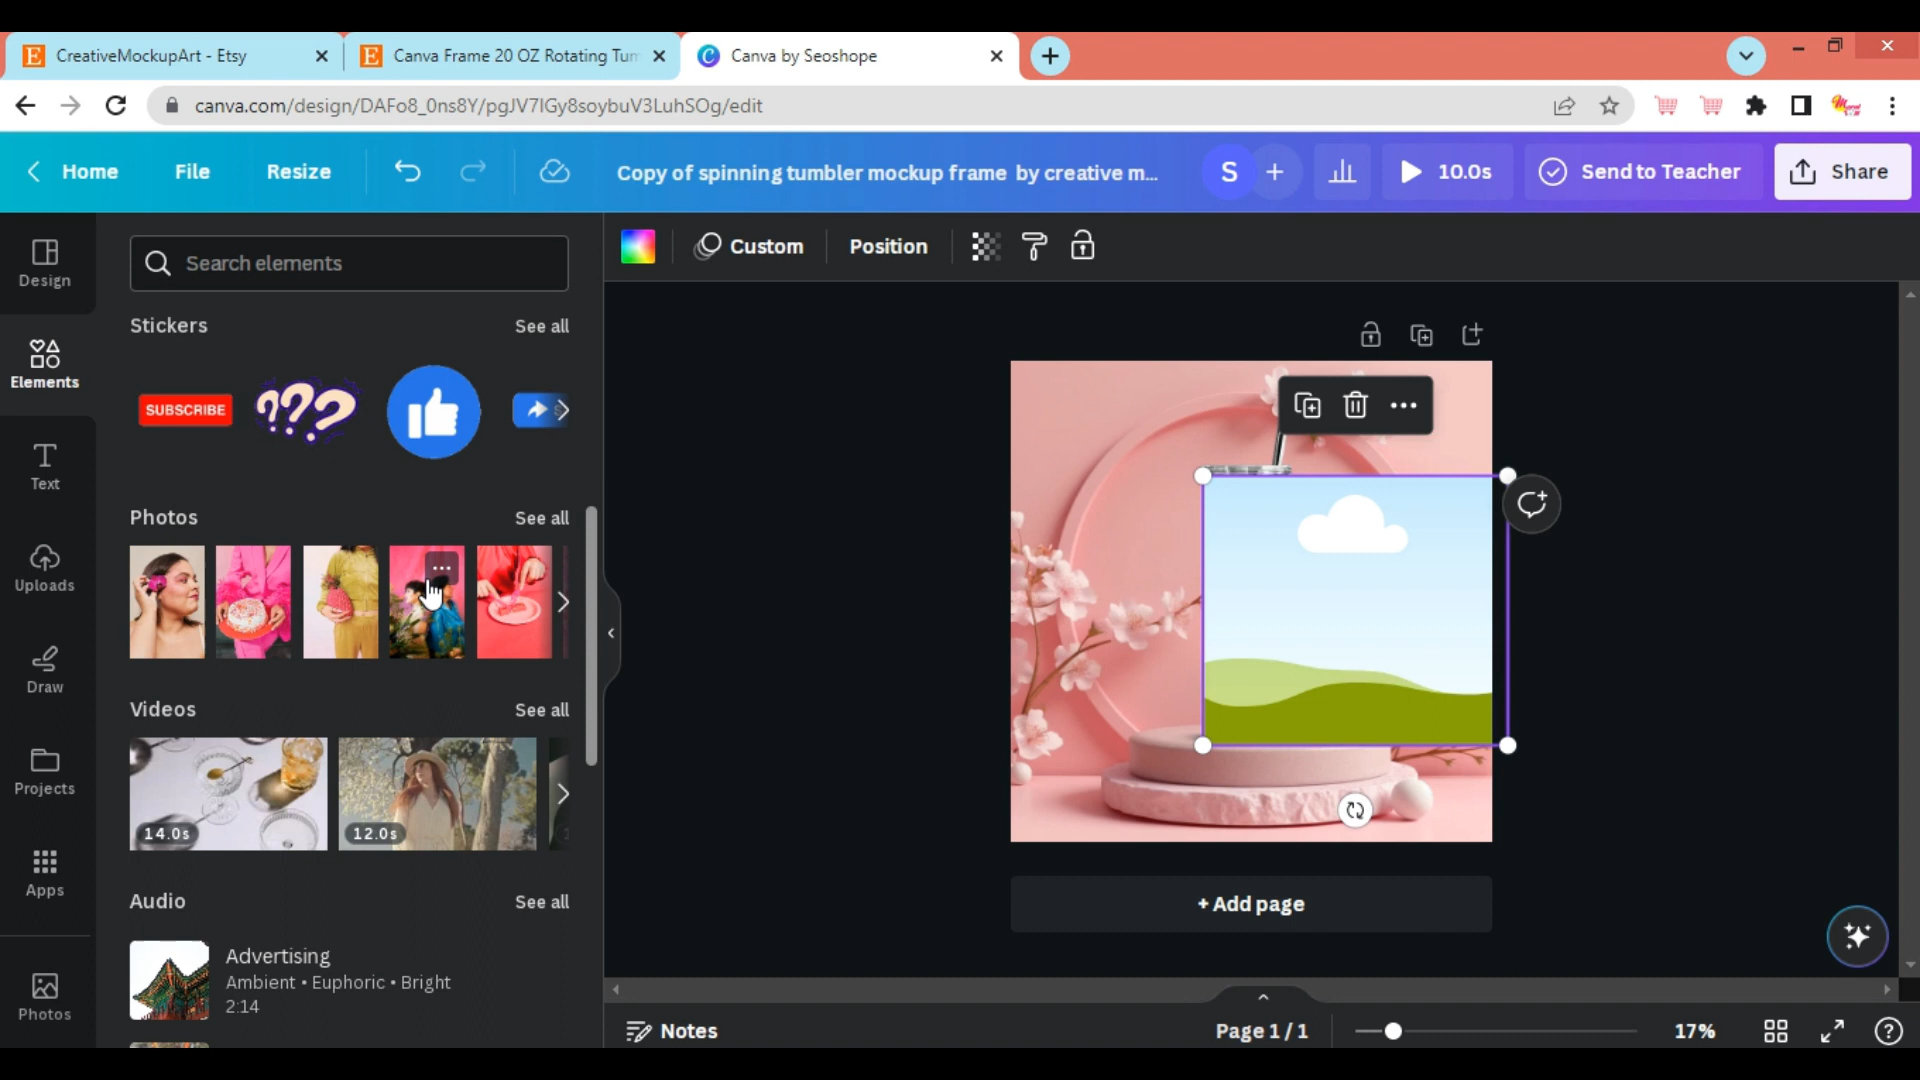 CreativeMockupArt - Etsy
Canva Frame 20 OZ Rotating Tum
Canva by Seoshope
canva.com/design/DAFo8_0ns8Y/pgJV7IGy8soybuV3LuhSOg/edit
Home
File
Resize
Copy of spinning tumbler mockup frame by creative m...
S
10.0s
Send to Teacher
Share
Design
Elements
Text
Uploads
Draw
Projects
Apps
Photos
Search elements
Custom
Position
Stickers
See all
SUBSCRIBE
???
Photos
See all
Videos
See all
14.0s
12.0s
Audio
See all
Advertising
Ambient • Euphoric • Bright
2:14
+ Add page
Notes
Page 1 / 1
17%